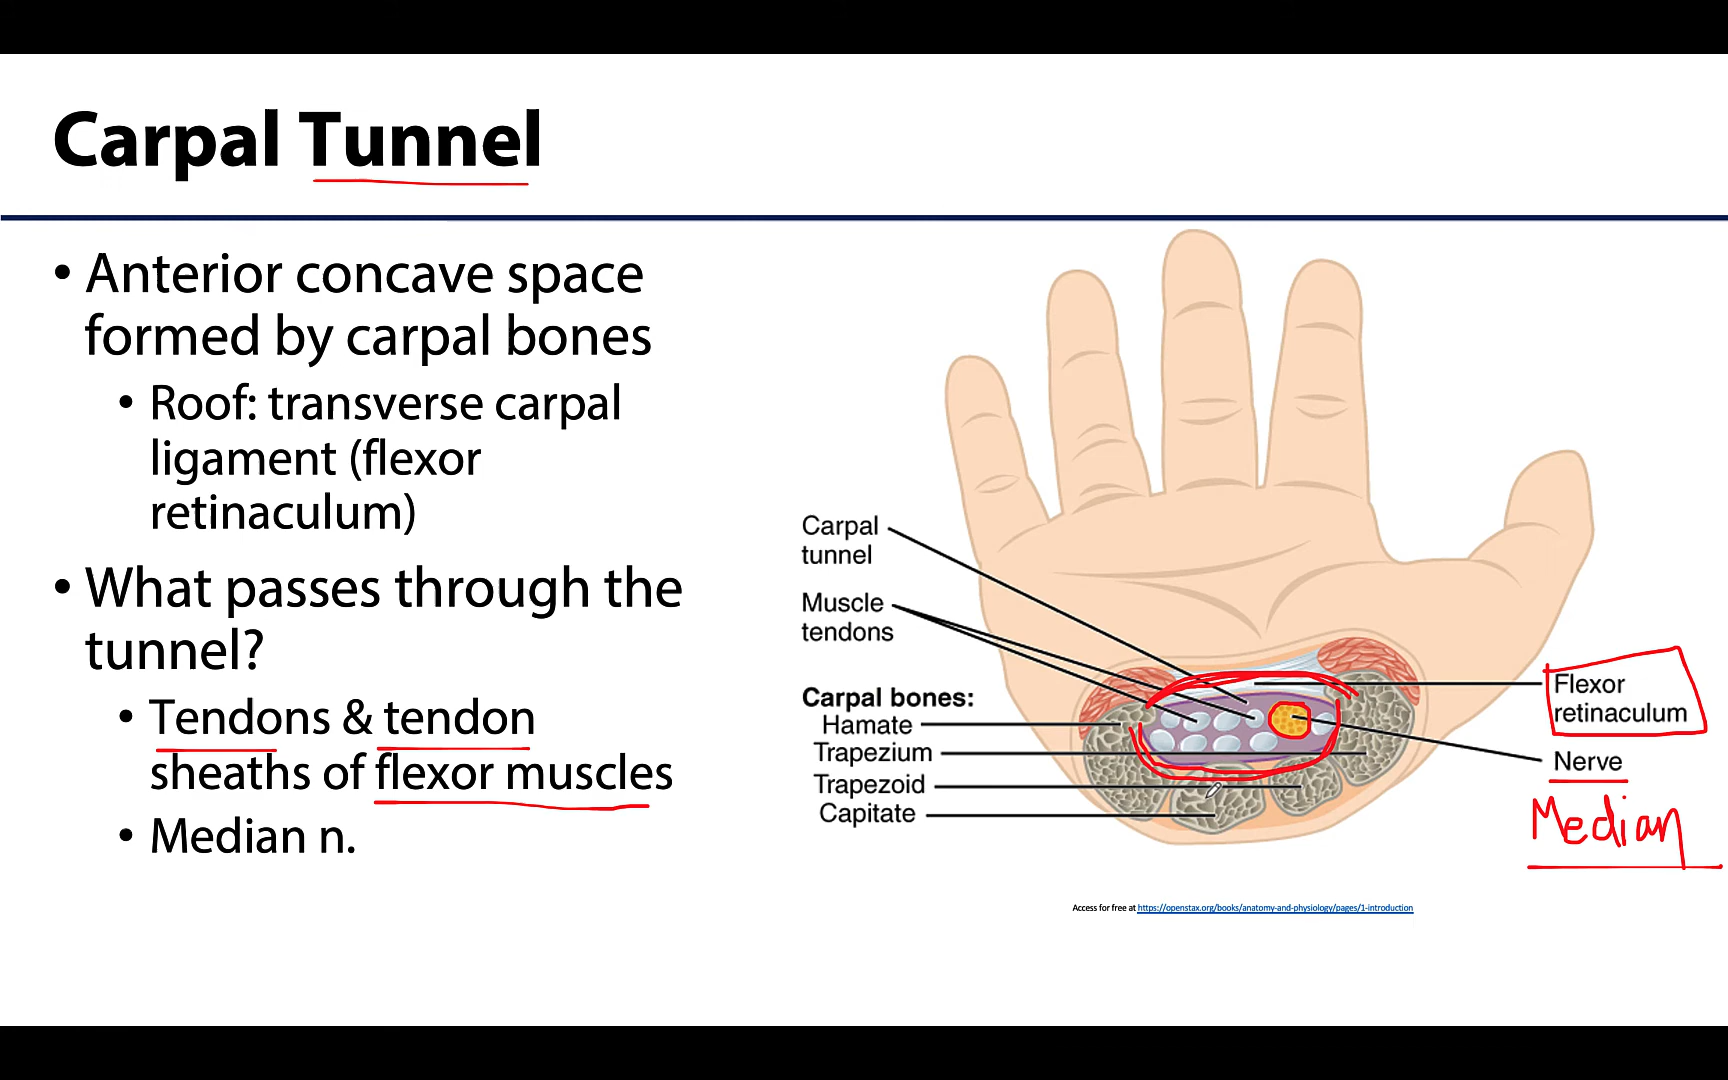 Carpal Tunnel
• Anterior concave space
formed by carpal bones
• Roof: transverse carpal
ligament (flexor
retinaculum)
• What passes through the
tunnel?
• Tendons & tendon
sheaths of flexor muscles
• Median n.
Carpal
tunnel
Muscle
tendons
Carpal bones:
Hamate
Trapezium
Trapezoid
Capitate
Flexor
retinaculum
Nerve
Median
Access for free at https://openstax.org/books/anatomy-and-physiology/pages/1-introduction